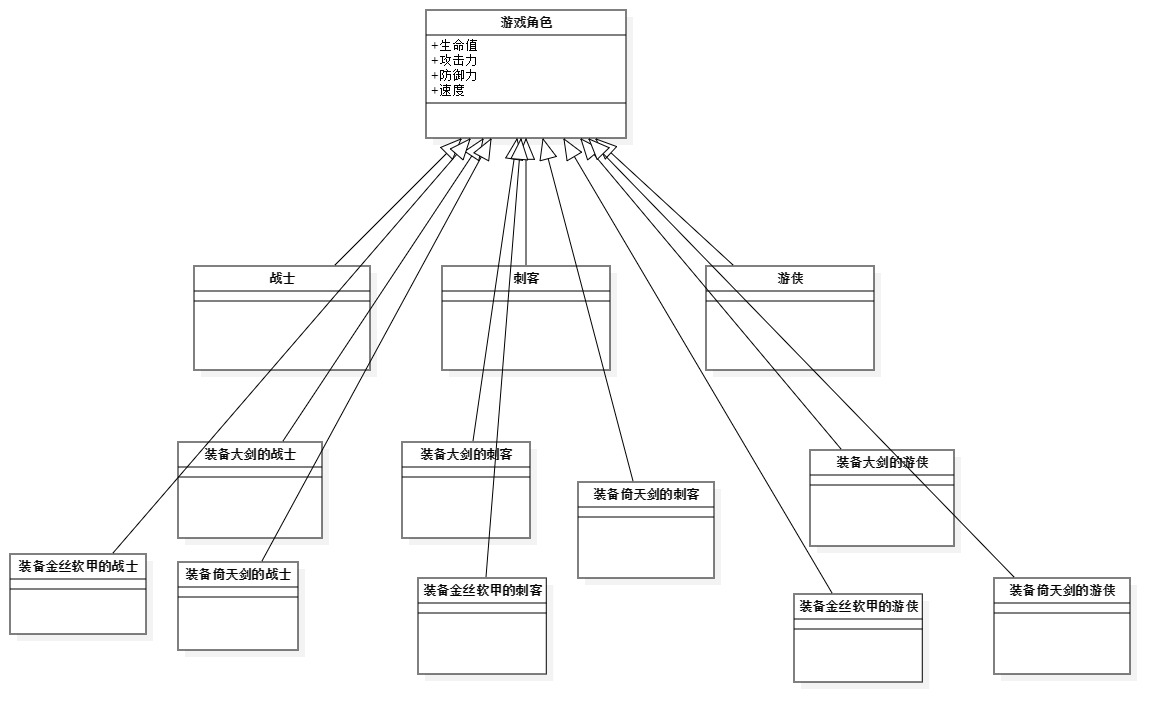 游戏角色
+生命值
+攻击力
+防御力
+速度
战士
刺客
游侠
装备大剑的战士
装备大剑的刺客
装备大剑的游侠
装备倚天剑的刺客
装备金丝软甲的战士
装备倚天剑的战士
装备金丝软甲的刺客
装备金丝软甲的游侠
装备倚天剑的游侠